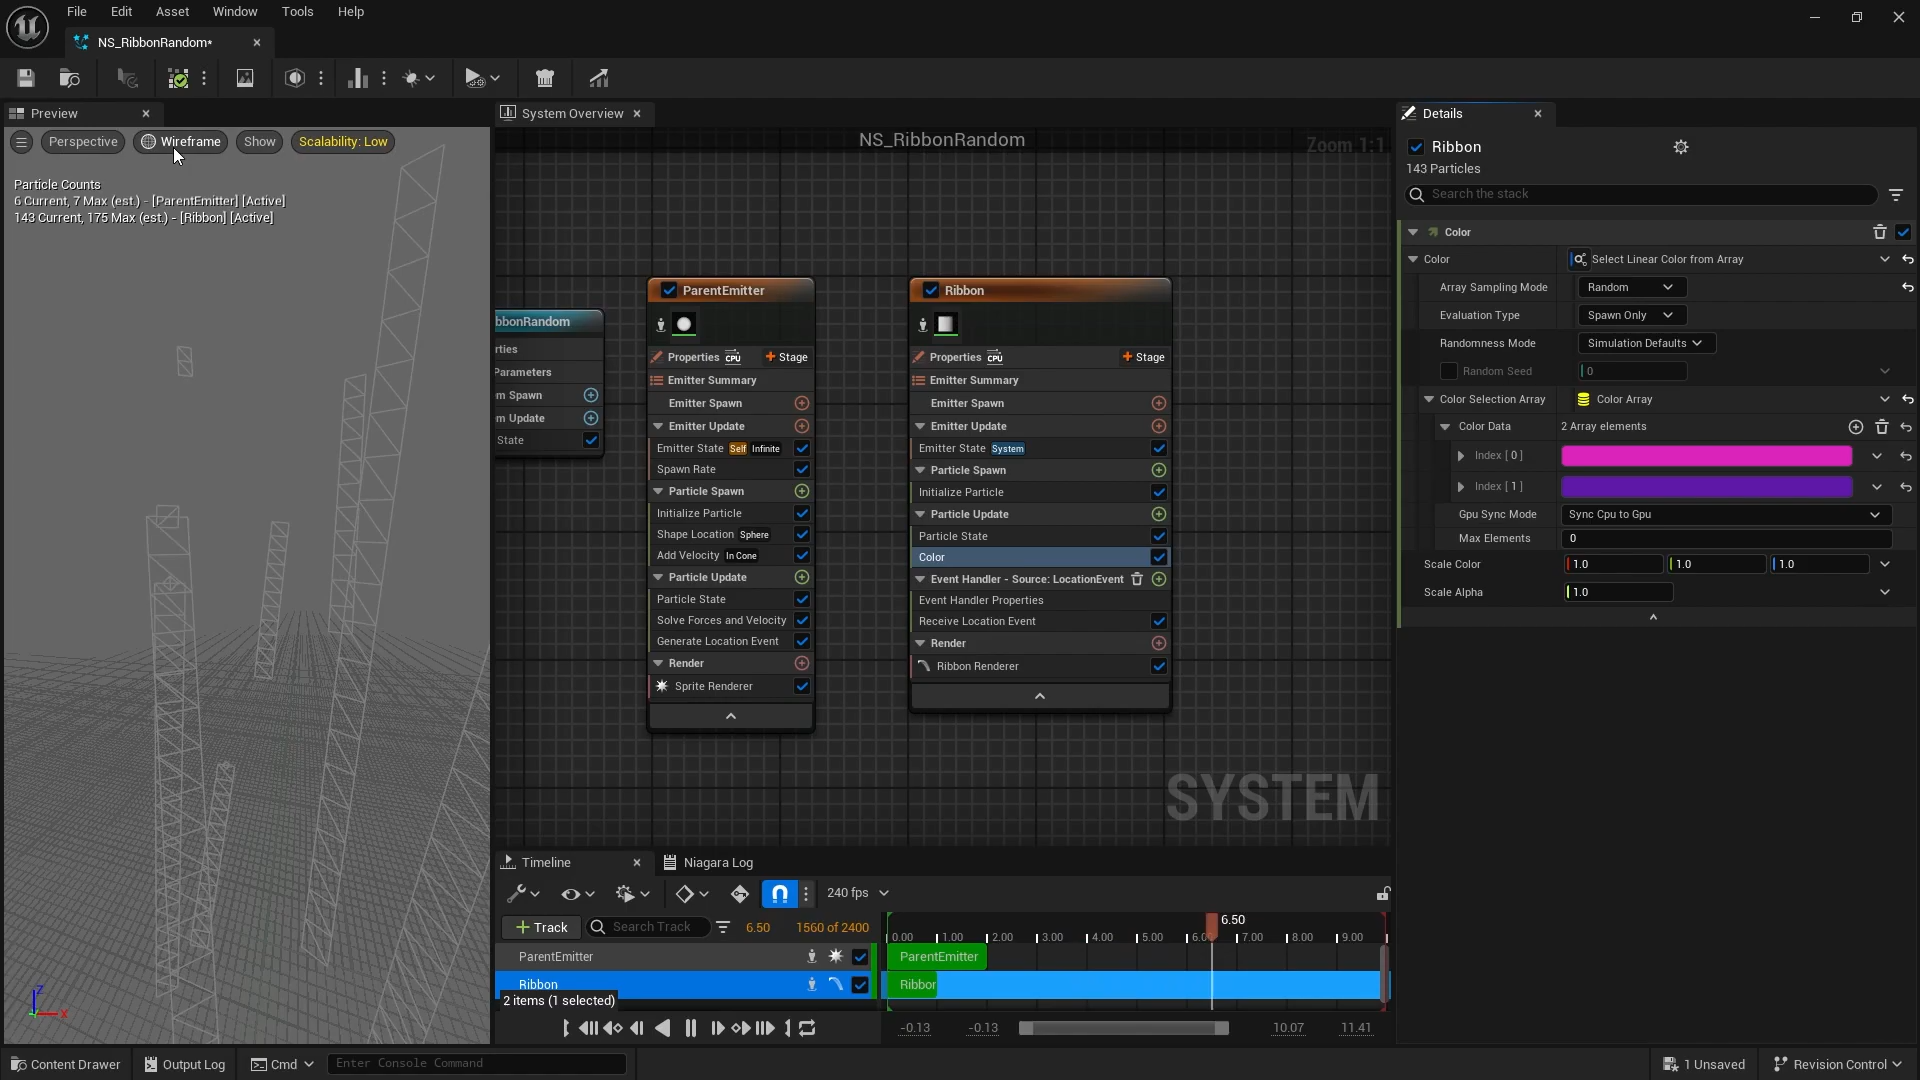 File Edit Asset Window Tools Help
NS_RibbonRandom*
Preview
System Overview
Details
Perspective Wireframe Show Scalability: Low
Particle Counts
6 Current, 7 Max (est.) - [ParentEmitter] [Active]
143 Current, 175 Max (est.) - [Ribbon] [Active]
Z
X
NS_RibbonRandom
Zoom 1:1
bbonRandom
rties
Parameters
m Spawn
m Update
State
ParentEmitter
Properties CPU Stage
Emitter Summary
Emitter Spawn
Emitter Update
Emitter State Self Infinite
Spawn Rate
Particle Spawn
Initialize Particle
Shape Location Sphere
Add Velocity In Cone
Particle Update
Particle State
Solve Forces and Velocity
Generate Location Event
Render
Sprite Renderer
Ribbon
Properties CPU Stage
Emitter Summary
Emitter Spawn
Emitter Update
Emitter State System
Particle Spawn
Initialize Particle
Particle Update
Particle State
Color
Event Handler - Source: LocationEvent
Event Handler Properties
Receive Location Event
Render
Ribbon Renderer
SYSTEM
Ribbon
143 Particles
Search the stack
Color
Color Select Linear Color from Array
Array Sampling Mode Random
Evaluation Type Spawn Only
Randomness Mode Simulation Defaults
Random Seed 0
Color Selection Array Color Array
Color Data 2 Array elements
Index [ 0 ]
Index [ 1 ]
Gpu Sync Mode Sync Cpu to Gpu
Max Elements 0
Scale Color 1.0 1.0 1.0
Scale Alpha 1.0
Timeline
Niagara Log
240 fps
Track
Search Track
6.50 1560 of 2400
6.50
0.00 1.00 2.00 3.00 4.00 5.00 6.00 7.00 8.00 9.00
ParentEmitter
ParentEmitter
Ribbon
Ribbon
2 items (1 selected)
-0.13 -0.13 10.07 11.41
Content Drawer Output Log Cmd Enter Console Command 1 Unsaved Revision Control